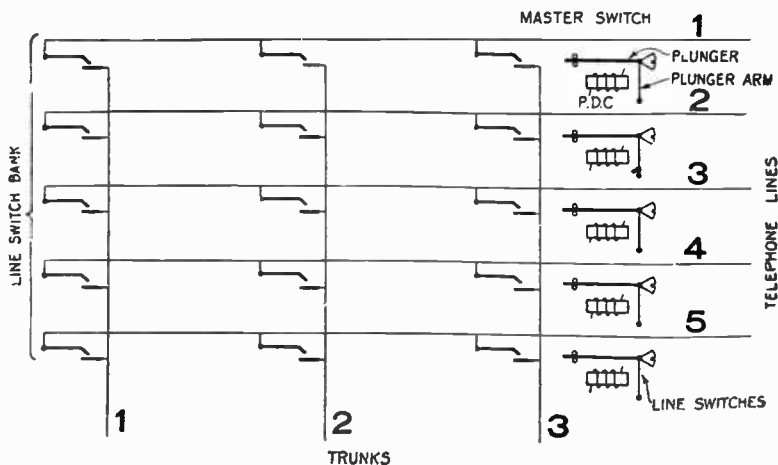 MASTER SWITCH
1
PLUNGER
PLUNGER ARM
P.D.C
2
3
4
5
LINE SWITCHES
LINE SWITCH BANK
TELEPHONE LINES
1
2
3
TRUNKS